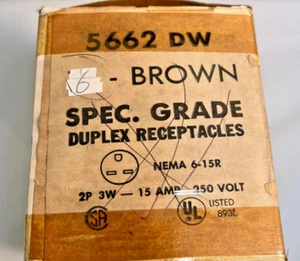 5662 DW
6 - BROWN
SPEC. GRADE
DUPLEX RECEPTACLES
NEMA 6-15R
2P 3W — 15 AMP - 250 VOLT
SA
UL LISTED